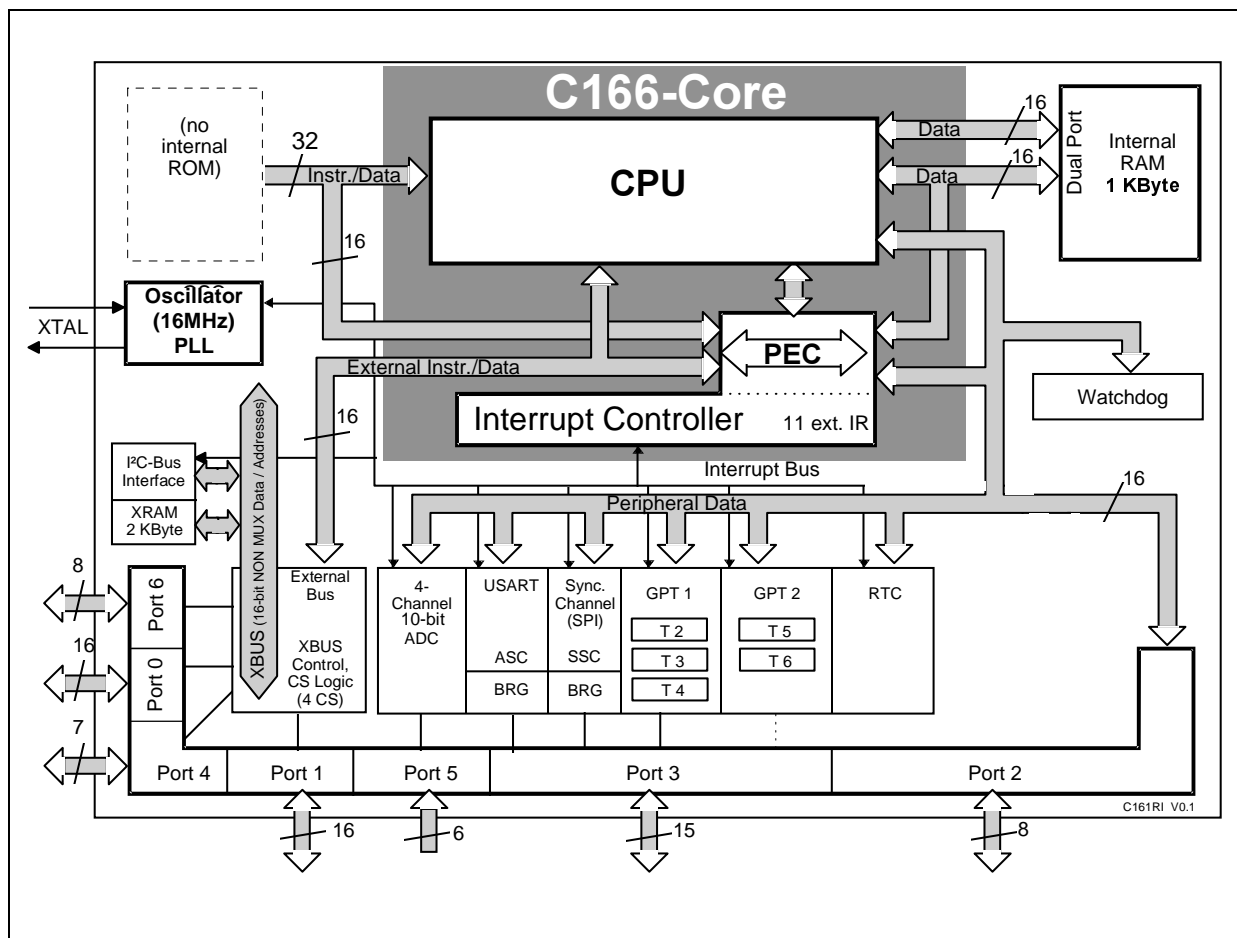 C166-Core
(no
internal
ROM)
32
Instr./Data
CPU
Data
16
Data
16
Dual Port
Internal
RAM
1 KByte
16
Oscillator
(16MHz)
PLL
XTAL
PEC
External Instr./Data
Interrupt Controller
11 ext. IR
Watchdog
16
Interrupt Bus
I²C-Bus
Interface
XRAM
2 KByte
XBUS (16-bit NON MUX Data / Addresses)
Peripheral Data
16
8
Port 6
16
Port 0
7
External
Bus
XBUS
Control,
CS Logic
(4 CS)
4-
Channel
10-bit
ADC
USART
ASC
BRG
Sync.
Channel
(SPI)
SSC
BRG
GPT 1
T 2
T 3
T 4
GPT 2
T 5
T 6
RTC
Port 4
Port 1
Port 5
Port 3
Port 2
C161RI V0.1
16
6
15
8